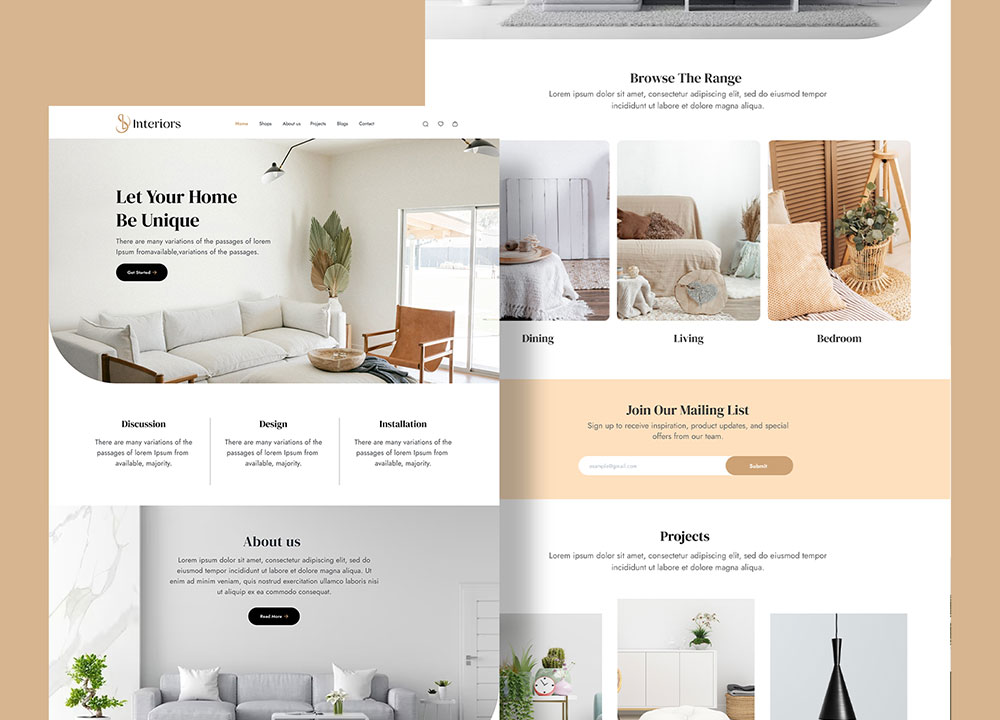 Interiors
Home Shops About us Projects Blogs Contact
Let Your Home
Be Unique
There are many variations of the passages of lorem
Ipsum fromavailable,variations of the passages.
Get Started →
Discussion
There are many variations of the
passages of lorem Ipsum from
available, majority.
Design
There are many variations of the
passages of lorem Ipsum from
available, majority.
Installation
There are many variations of the
passages of lorem Ipsum from
available, majority.
About us
Lorem ipsum dolor sit amet, consectetur adipiscing elit, sed do
eiusmod tempor incididunt ut labore et dolore magna aliqua. Ut
enim ad minim veniam, quis nostrud exercitation ullamco laboris nisi
ut aliquip ex ea commodo consequat.
Read More →
Browse The Range
Lorem ipsum dolor sit amet, consectetur adipiscing elit, sed do eiusmod tempor
incididunt ut labore et dolore magna aliqua.
Dining
Living
Bedroom
Join Our Mailing List
Sign up to receive inspiration, product updates, and special
offers from our team.
example@gmail.com
Submit
Projects
Lorem ipsum dolor sit amet, consectetur adipiscing elit, sed do eiusmod tempor
incididunt ut labore et dolore magna aliqua.